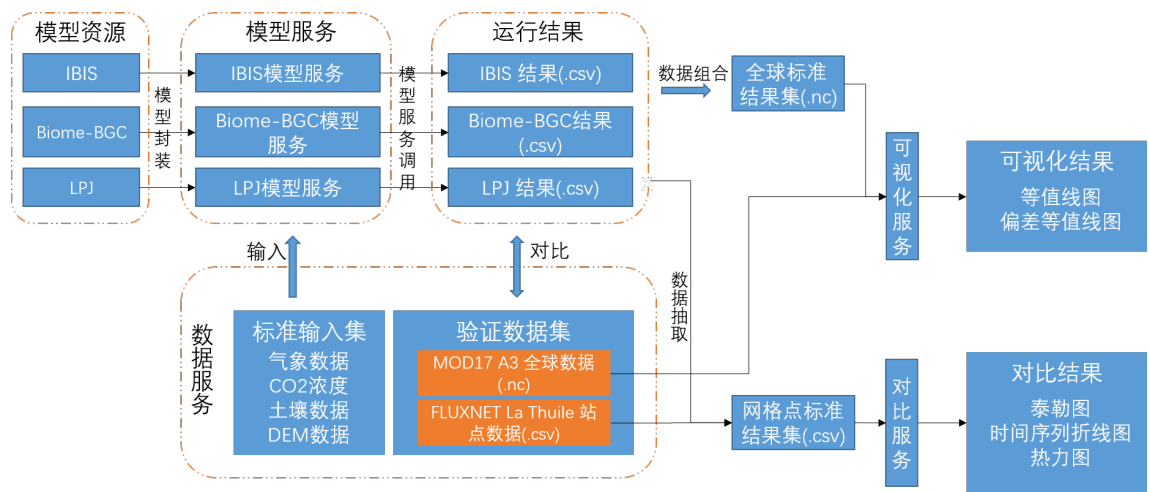 模型资源
IBIS
Biome-BGC
LPJ
模型封装
模型服务
IBIS模型服务
Biome-BGC模型
服务
LPJ模型服务
模型服务调用
运行结果
IBIS 结果(.csv)
Biome-BGC结果
(.csv)
LPJ 结果(.csv)
数据组合
全球标准
结果集(.nc)
可视化服务
可视化结果
等值线图
偏差等值线图
输入
对比
数据抽取
数据服务
标准输入集
气象数据
CO2浓度
土壤数据
DEM数据
验证数据集
MOD17 A3 全球数据
(.nc)
FLUXNET La Thuile 站
点数据(.csv)
网格点标准
结果集(.csv)
对比服务
对比结果
泰勒图
时间序列折线图
热力图